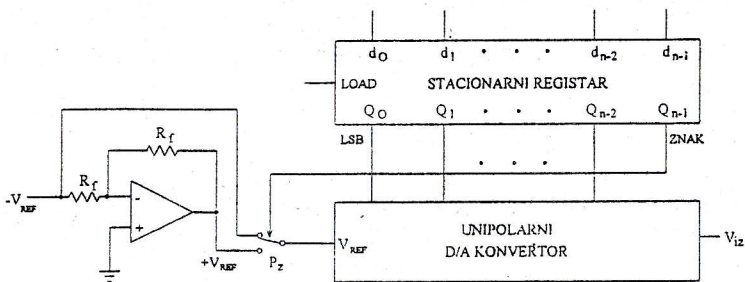 d0 d1 · · · dn-2 dn-1
LOAD STACIONARNI REGISTAR
Q0 Q1 · · · Qn-2 Qn-1
LSB ZNAK
· · ·
Rf
-VREF Rf
-
+
+VREF Pz
VREF
UNIPOLARNI
D/A KONVERTOR
Viz